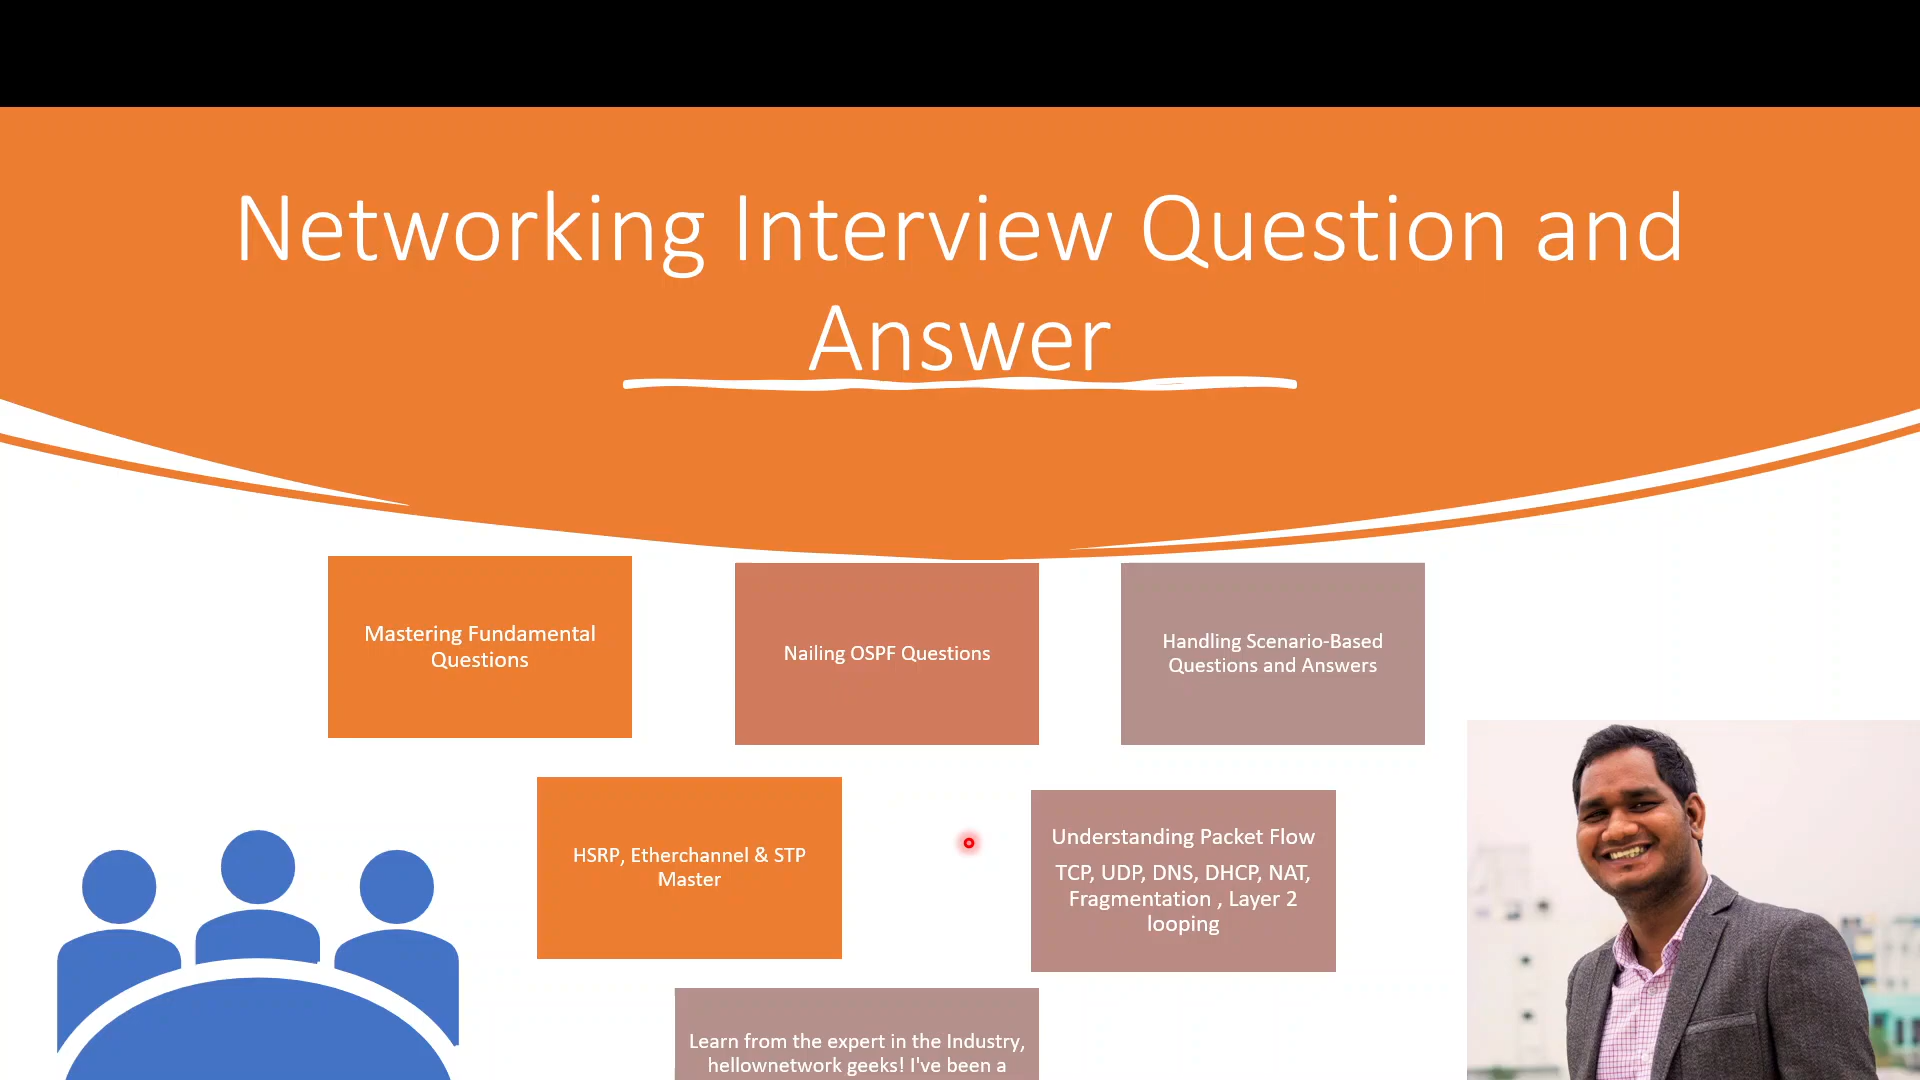 Networking Interview Question and
Answer
Mastering Fundamental
Questions
Nailing OSPF Questions
Handling Scenario-Based
Questions and Answers
HSRP, Etherchannel & STP
Master
Understanding Packet Flow
TCP, UDP, DNS, DHCP, NAT,
Fragmentation , Layer 2
looping
Learn from the expert in the Industry,
hellownetwork geeks! I've been a